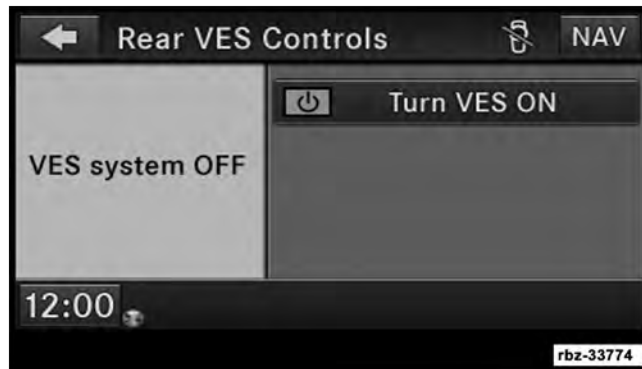 Rear VES Controls NAV
Turn VES ON
VES system OFF
12:00
rbz-33774